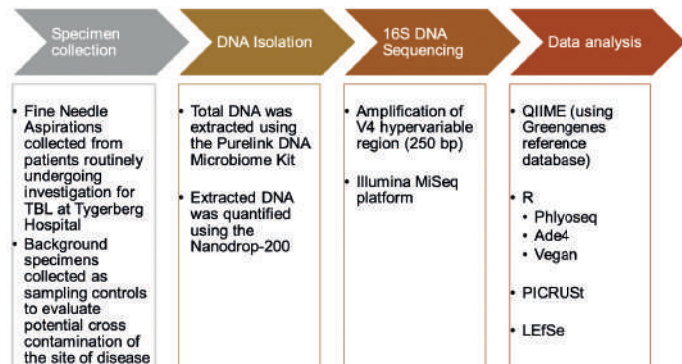 Specimen
collection
DNA Isolation
16S DNA
Sequencing
Data analysis
• Fine Needle
Aspirations
collected from
patients routinely
undergoing
investigation for
TBL at Tygerberg
Hospital
• Background
specimens
collected as
sampling controls
to evaluate
potential cross
contamination of
the site of disease
• Total DNA was
extracted using
the Purelink DNA
Microbiome Kit
• Extracted DNA
was quantified
using the
Nanodrop-200
• Amplification of
V4 hypervariable
region (250 bp)
• Illumina MiSeq
platform
• QIIME (using
Greengenes
reference
database)
• R
• Phlyoseq
• Ade4
• Vegan
• PICRUSt
• LEfSe